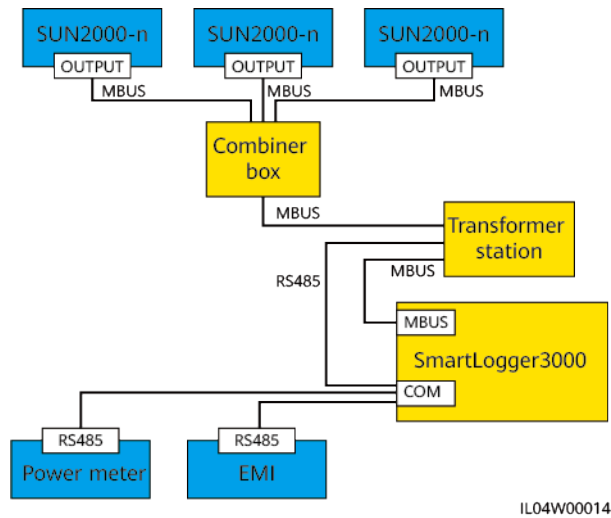 SUN2000-n
SUN2000-n
SUN2000-n
OUTPUT
OUTPUT
OUTPUT
MBUS
MBUS
MBUS
Combiner
box
MBUS
Transformer
station
RS485
MBUS
MBUS
SmartLogger3000
COM
RS485
RS485
Power meter
EMI
IL04W00014